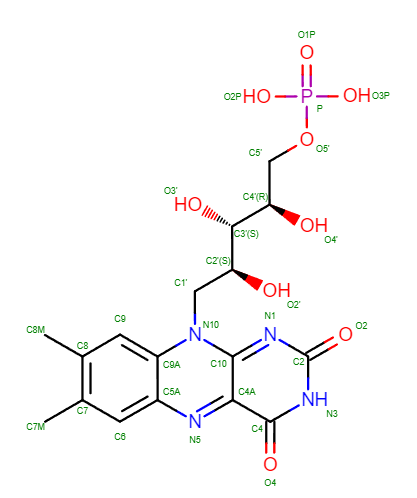 O1P
O
O2P HO P OH O3P
P
O
O5'
C5'
O3'
HO
C4'(R)
OH
C3'(S)
O4'
C2'(S)
C1'
OH
O2'
C8M
C9
N
N10
N
N1
O
O2
C8
C9A
C10
C2
C5A
C4A
NH
N3
C7
C7M
C6
N
N5
C4
O
O4